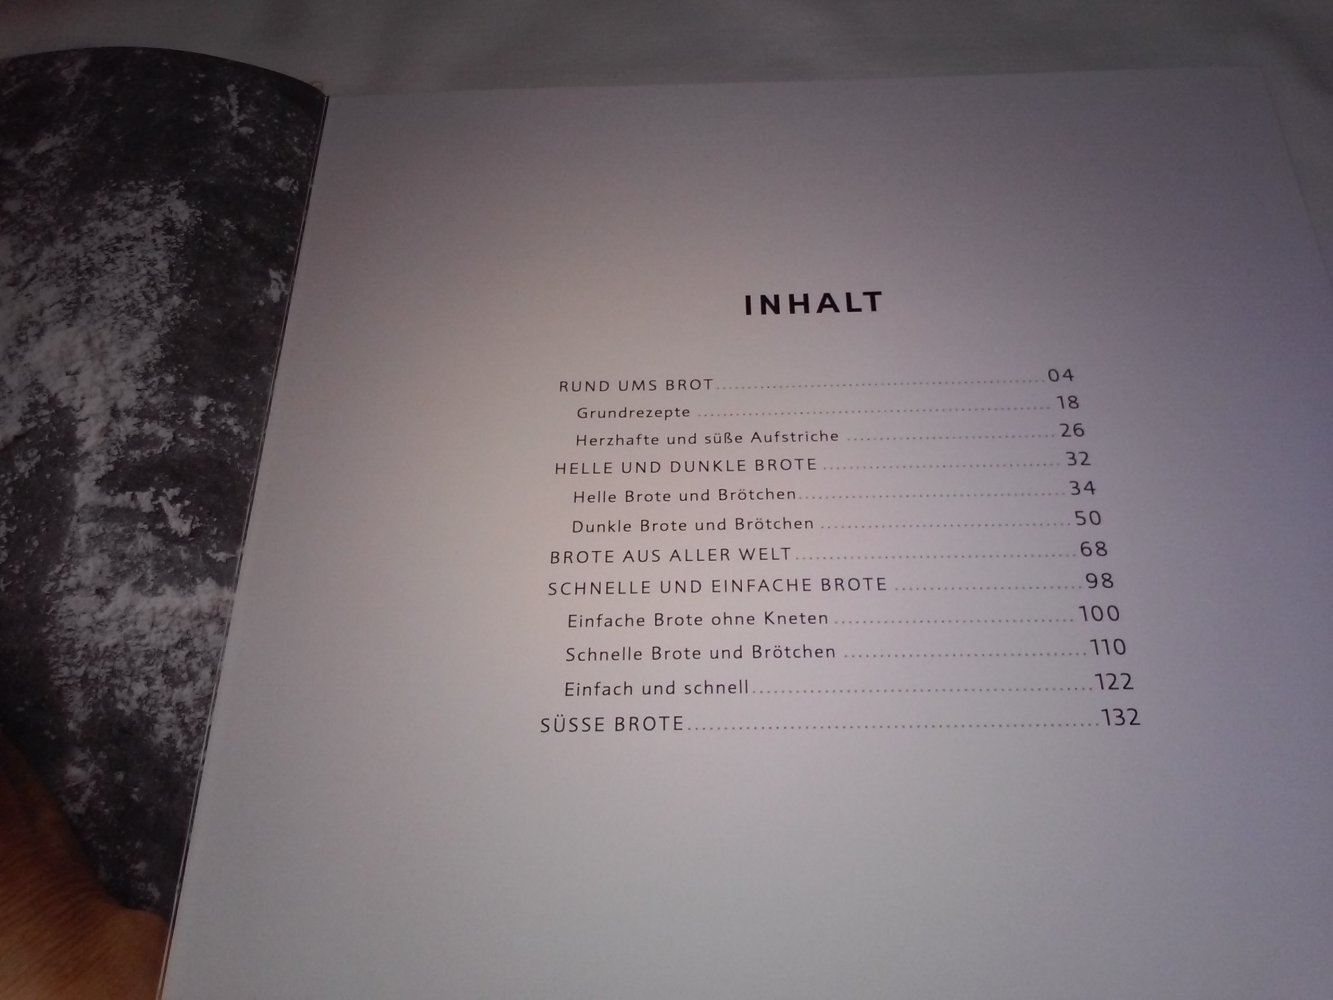 INHALT
RUND UMS BROT 04
Grundrezepte 18
Herzhafte und süße Aufstriche 26
HELLE UND DUNKLE BROTE 32
Helle Brote und Brötchen 34
Dunkle Brote und Brötchen 50
BROTE AUS ALLER WELT 68
SCHNELLE UND EINFACHE BROTE 98
Einfache Brote ohne Kneten 100
Schnelle Brote und Brötchen 110
Einfach und schnell 122
SÜSSE BROTE 132